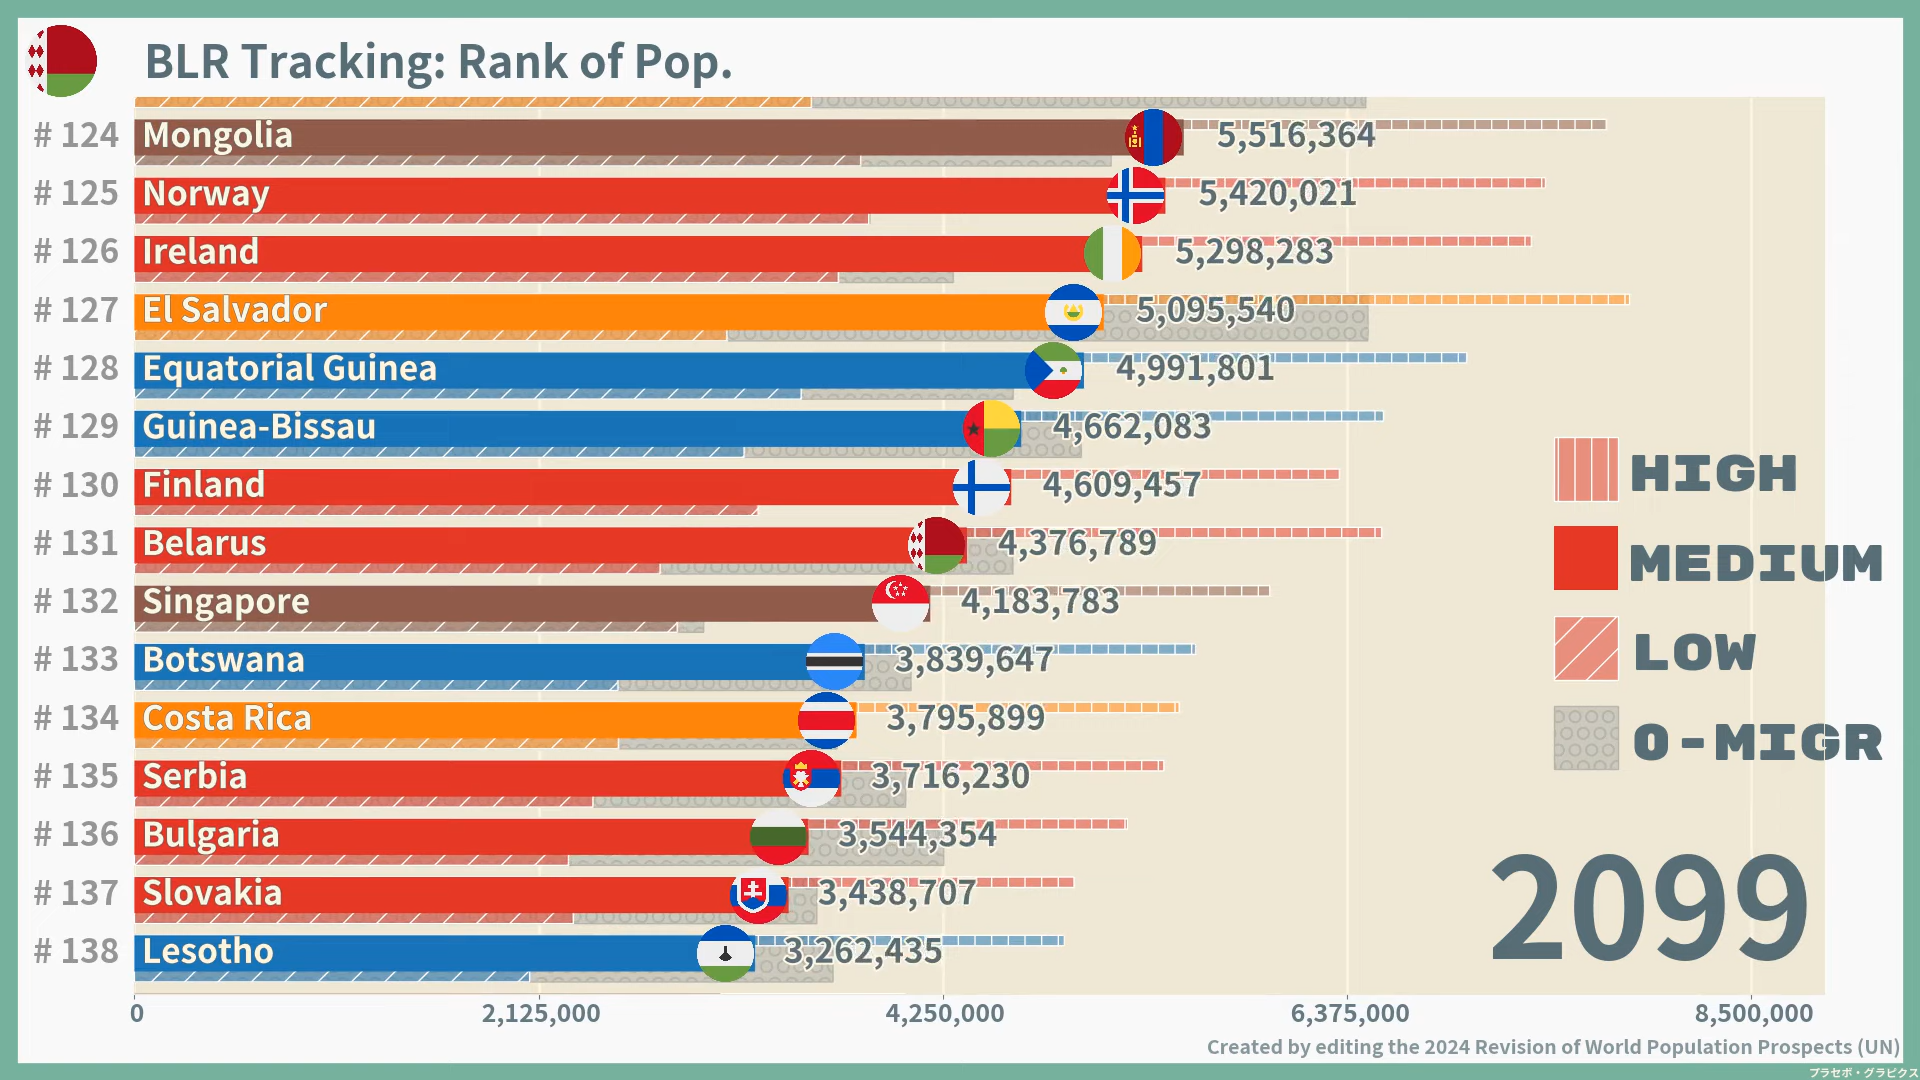 BLR Tracking: Rank of Pop.
# 124 Mongolia 5,516,364
# 125 Norway 5,420,021
# 126 Ireland 5,298,283
# 127 El Salvador 5,095,540
# 128 Equatorial Guinea 4,991,801
# 129 Guinea-Bissau 4,662,083
# 130 Finland 4,609,457
# 131 Belarus 4,376,789
# 132 Singapore 4,183,783
# 133 Botswana 3,839,647
# 134 Costa Rica 3,795,899
# 135 Serbia 3,716,230
# 136 Bulgaria 3,544,354
# 137 Slovakia 3,438,707
# 138 Lesotho 3,262,435
HIGH
MEDIUM
LOW
0-MIGR
2099
0 2,125,000 4,250,000 6,375,000 8,500,000
Created by editing the 2024 Revision of World Population Prospects (UN)
プラセボ・グラピクス